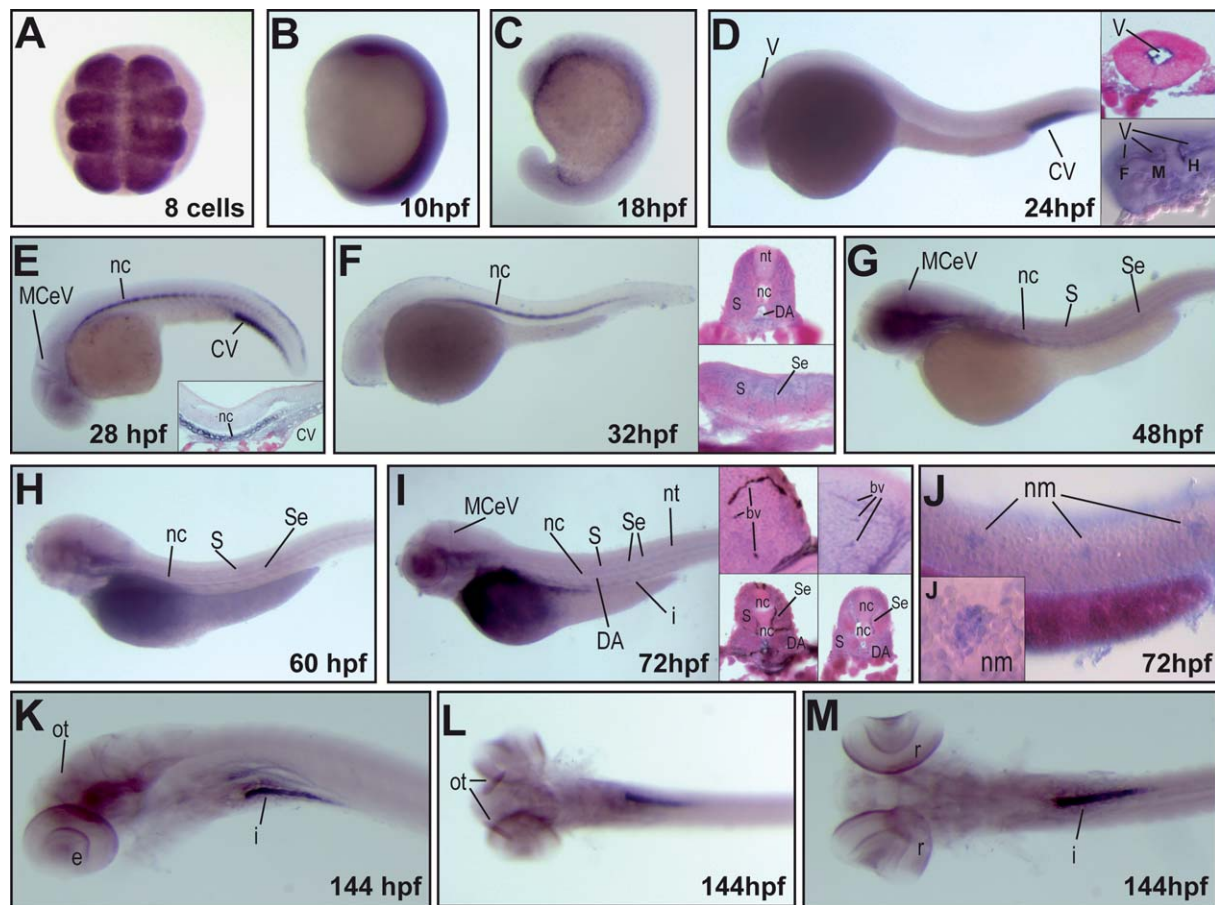 A
8 cells
B
10hpf
C
18hpf
D
V
CV
24hpf
V
V
F
M
H
E
MCeV
nc
CV
28 hpf
nc
CV
F
nc
32hpf
nt
S
nc
DA
S
Se
G
MCeV
nc
S
Se
48hpf
H
nc
S
Se
60 hpf
I
MCeV
nc
S
Se
nt
DA
i
72hpf
bv
bv
nc
Se
S
nc
DA
nc
Se
S
nc
DA
J
nm
J
nm
72hpf
K
ot
e
i
144 hpf
L
ot
144hpf
M
r
r
i
144hpf